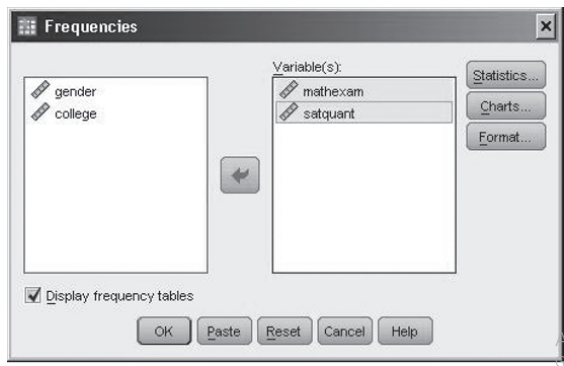 Frequencies
gender
college
Variable(s):
mathexam
satquant
Statistics...
Charts...
Format...
Display frequency tables
OK
Paste
Reset
Cancel
Help